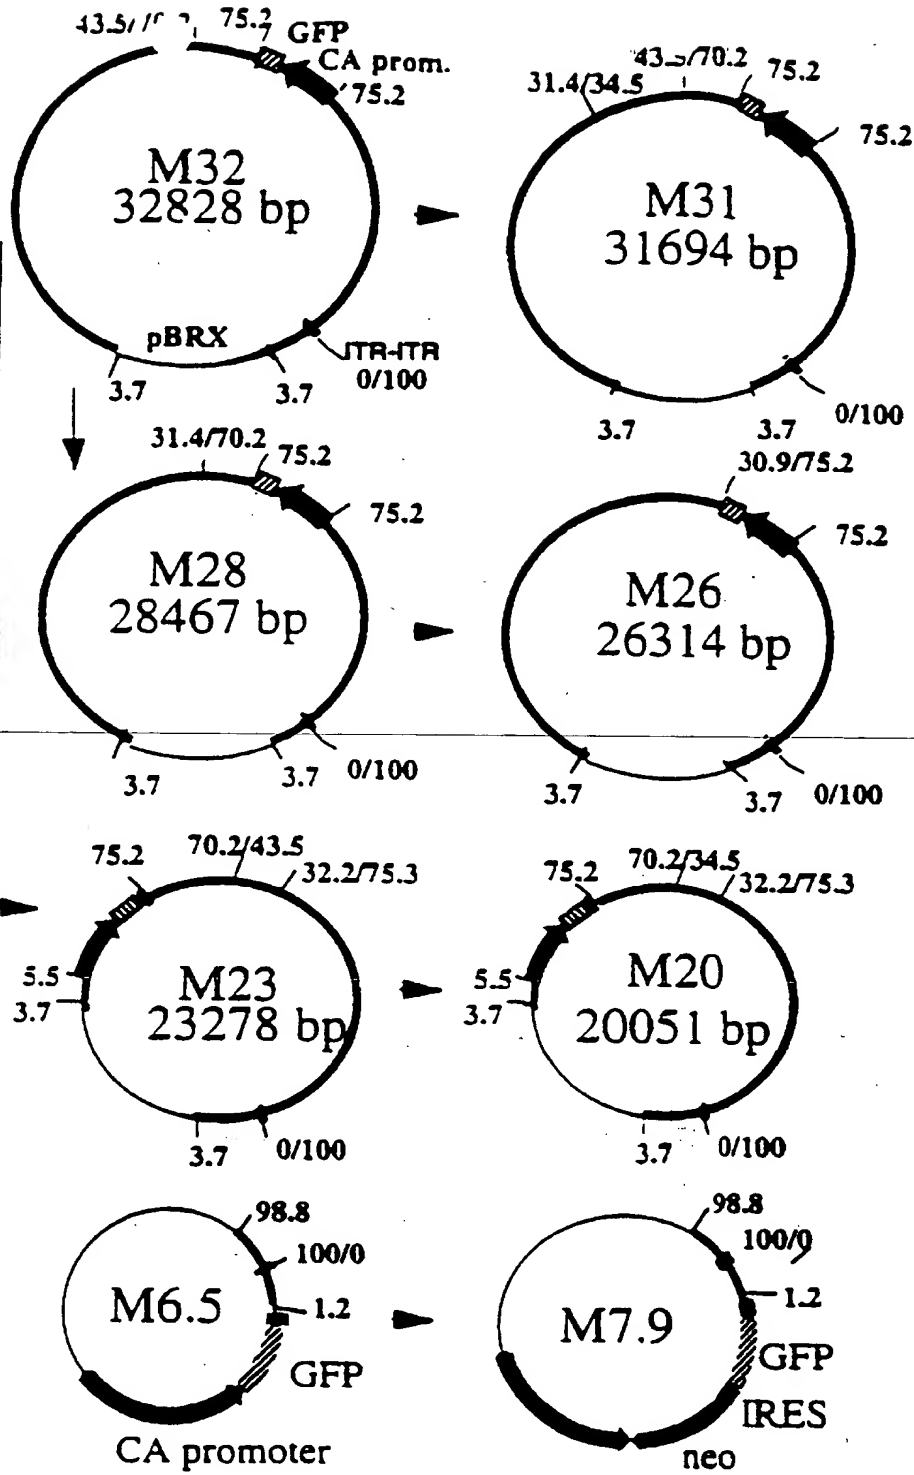 75.2
GFP
CA prom.
75.2
M32
32828 bp
pBRX
ITR-ITR
0/100
3.7
3.7
31.4/34.5
75.2
75.2
M31
31694 bp
0/100
3.7
3.7
31.4/70.2
75.2
75.2
M28
28467 bp
3.7
3.7
0/100
30.9/75.2
75.2
M26
26314 bp
3.7
3.7
0/100
75.2
70.2/43.5
32.2/75.3
5.5
3.7
M23
23278 bp
3.7
0/100
75.2
70.2/34.5
32.2/75.3
5.5
3.7
M20
20051 bp
3.7
0/100
98.8
100/0
1.2
M6.5
GFP
CA promoter
98.8
100/0
1.2
M7.9
GFP
IRES
neo